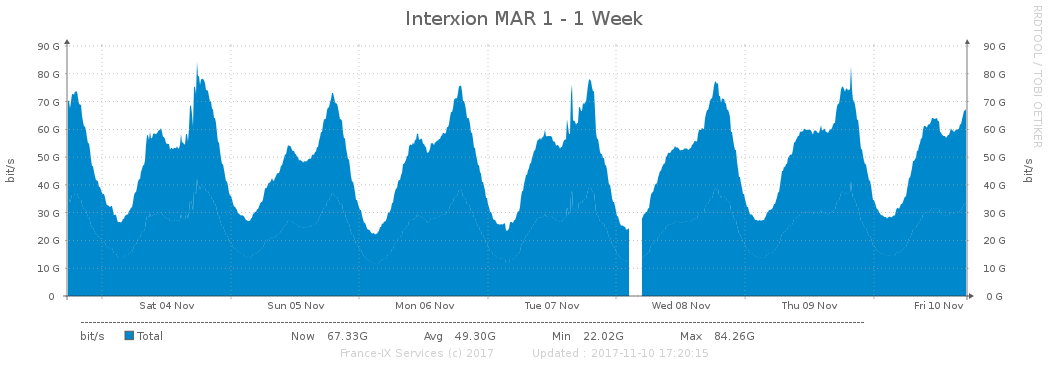 Interxion MAR 1 - 1 Week
RRDTOOL / TOBI OETIKER
90 G 90 G
80 G 80 G
70 G 70 G
60 G 60 G
50 G 50 G
40 G 40 G
30 G 30 G
20 G 20 G
10 G 10 G
0 0 G
bit/s
bit/s
Sat 04 Nov Sun 05 Nov Mon 06 Nov Tue 07 Nov Wed 08 Nov Thu 09 Nov Fri 10 Nov
bit/s Total Now 67.33G Avg 49.30G Min 22.02G Max 84.26G
France-IX Services (c) 2017 Updated : 2017-11-10 17:20:15